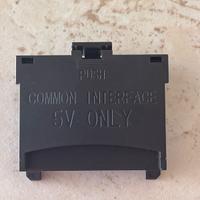 PUSH
COMMON INTERFACE
5V ONLY